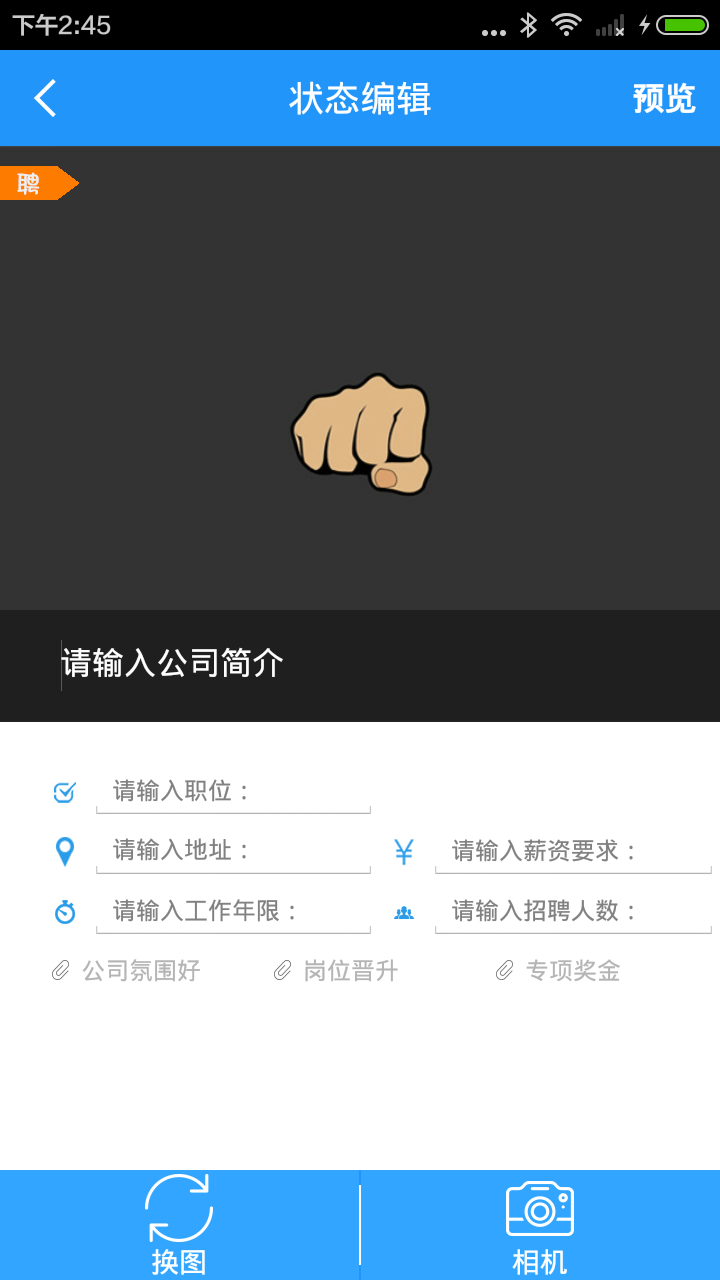 下午2:45
状态编辑
预览
聘
请输入公司简介
请输入职位：
请输入地址：
¥ 请输入薪资要求：
请输入工作年限：
请输入招聘人数：
公司氛围好
岗位晋升
专项奖金
换图
相机